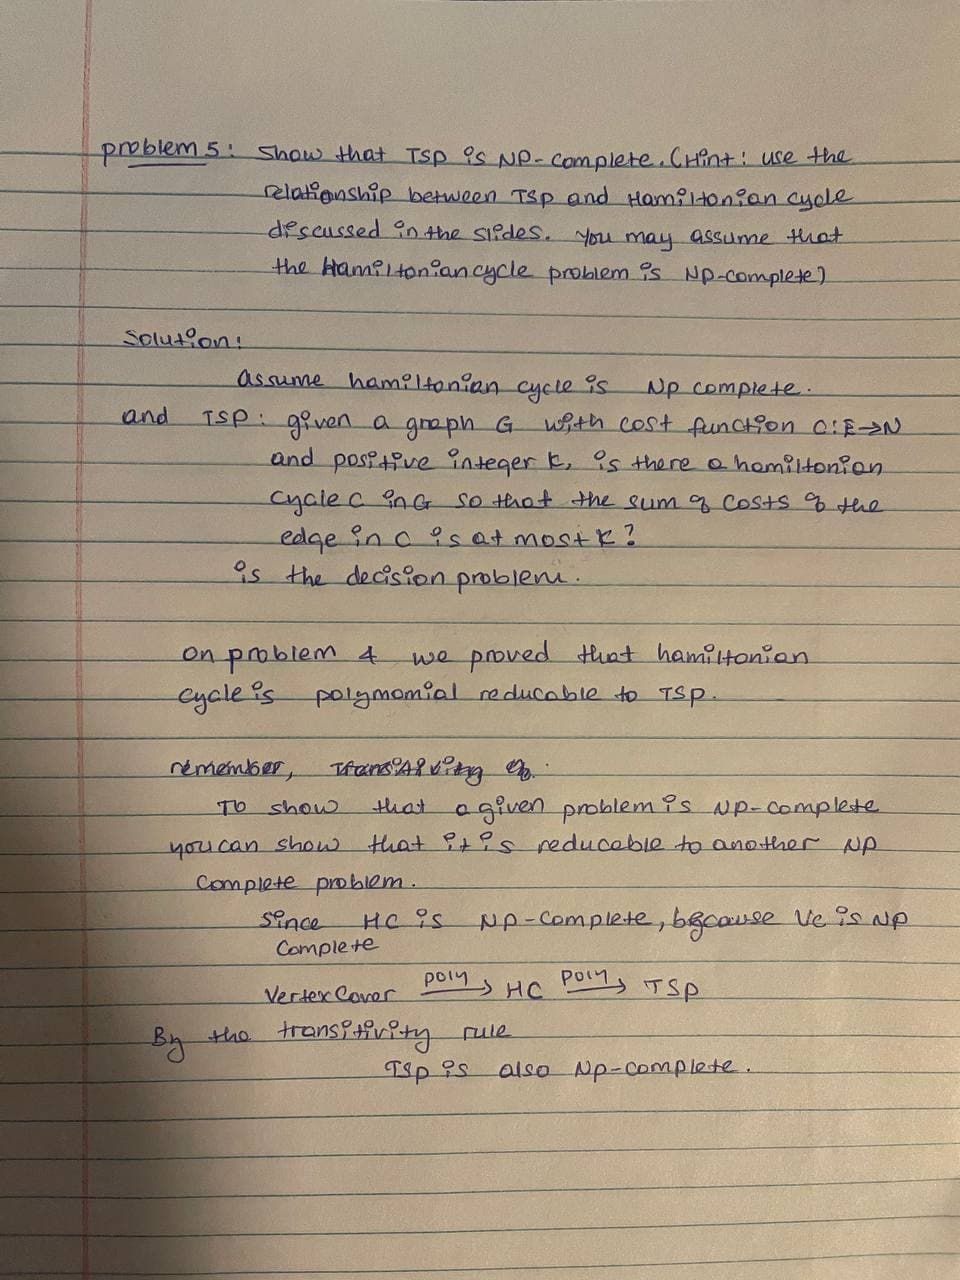 problem 5: Show that TSP is NP-complete. (Hint: use the
relationship between TSP and Hamiltonian cycle
discussed in the slides. You may assume that
the Hamiltonian cycle problem is NP-complete)
Solution:
assume hamiltonian cycle is NP complete.
and TSP: given a graph G with cost function C:E→N
and positive integer K, is there a hamiltonian
cycle C in G so that the sum of costs of the
edge in C is at most K?
is the decision problem.
on problem 4 we proved that hamiltonian
cycle is polymomial reducable to TSP.
remember,
To show that a given problem is NP-complete
you can show that it is reducable to another NP
Complete problem.
Since HC is NP-complete, because VC is NP
Complete
Vertex Cover poly→ HC poly→ TSP
By the transitivity rule
TSP is also NP-complete.